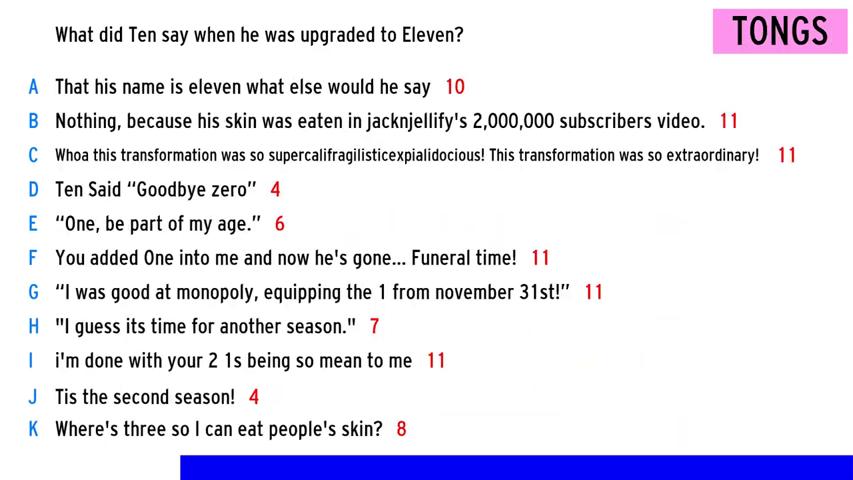 What did Ten say when he was upgraded to Eleven?
TONGS
A That his name is eleven what else would he say 10
B Nothing, because his skin was eaten in jacknjellify's 2,000,000 subscribers video. 11
C Whoa this transformation was so supercalifragilisticexpialidocious! This transformation was so extraordinary! 11
D Ten Said “Goodbye zero” 4
E “One, be part of my age.” 6
F You added One into me and now he's gone... Funeral time! 11
G “I was good at monopoly, equipping the 1 from november 31st!” 11
H "I guess its time for another season." 7
I i'm done with your 2 1s being so mean to me 11
J Tis the second season! 4
K Where's three so I can eat people's skin? 8